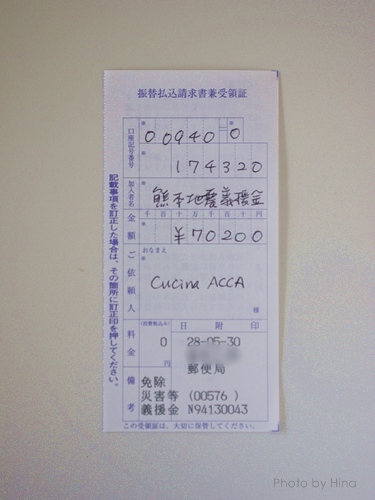 振替払込請求書兼受領証
口座記号番号
00940=0
174320
加入者名
熊本地震義援金
金額
千百十万千百十円
¥70200
ご依頼人
おなまえ
Cucina ACCA
様
料金
(消費税込み)
0
円
日附印
28-05-30
郵便局
備考
免除
災害等 (00576 )
義援金 N94130043
記載事項を訂正した場合は、その箇所に訂正印を押してください。
この受領証は、大切に保管してください。
Photo by Hina